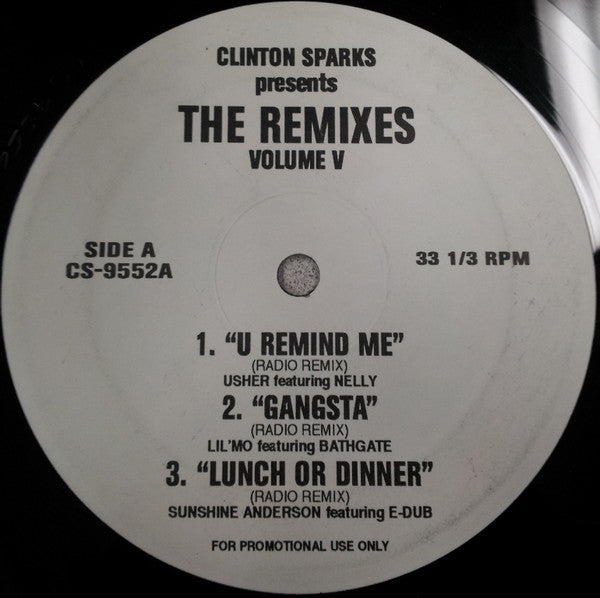 CLINTON SPARKS
presents
THE REMIXES
VOLUME V
SIDE A
CS-9552A
33 1/3 RPM
1. “U REMIND ME”
(RADIO REMIX)
USHER featuring NELLY
2. “GANGSTA”
(RADIO REMIX)
LIL'MO featuring BATHGATE
3. “LUNCH OR DINNER”
(RADIO REMIX)
SUNSHINE ANDERSON featuring E-DUB
FOR PROMOTIONAL USE ONLY